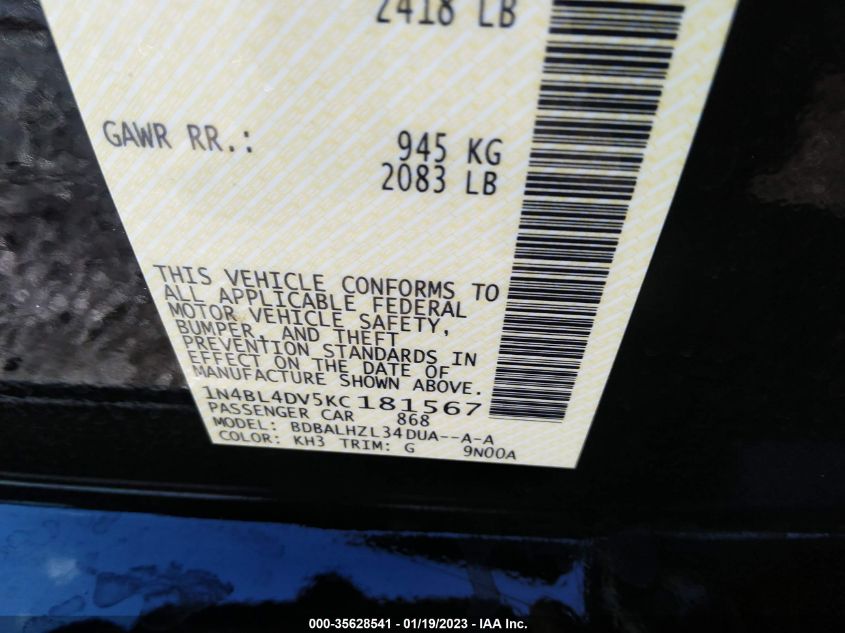 2418 LB
GAWR RR.: 945 KG
2083 LB
THIS VEHICLE CONFORMS TO
ALL APPLICABLE FEDERAL
MOTOR VEHICLE SAFETY,
BUMPER, AND THEFT
PREVENTION STANDARDS IN
EFFECT ON THE DATE OF
MANUFACTURE SHOWN ABOVE.
1N4BL4DV5KC181567
PASSENGER CAR 868
MODEL: BDBALHZL34DUA--A-A
COLOR: KH3 TRIM: G 9N00A
000-35628541 - 01/19/2023 - IAA Inc.